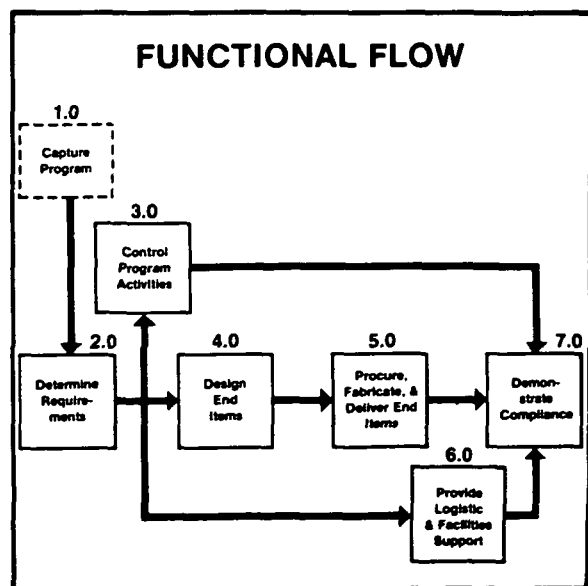 FUNCTIONAL FLOW
1.0
Capture
Program
3.0
Control
Program
Activities
2.0
Determine
Require-
ments
4.0
Design
End
Items
5.0
Procure,
Fabricate, &
Deliver End
Items
7.0
Demon-
strate
Compliance
6.0
Provide
Logistic
& Facilities
Support